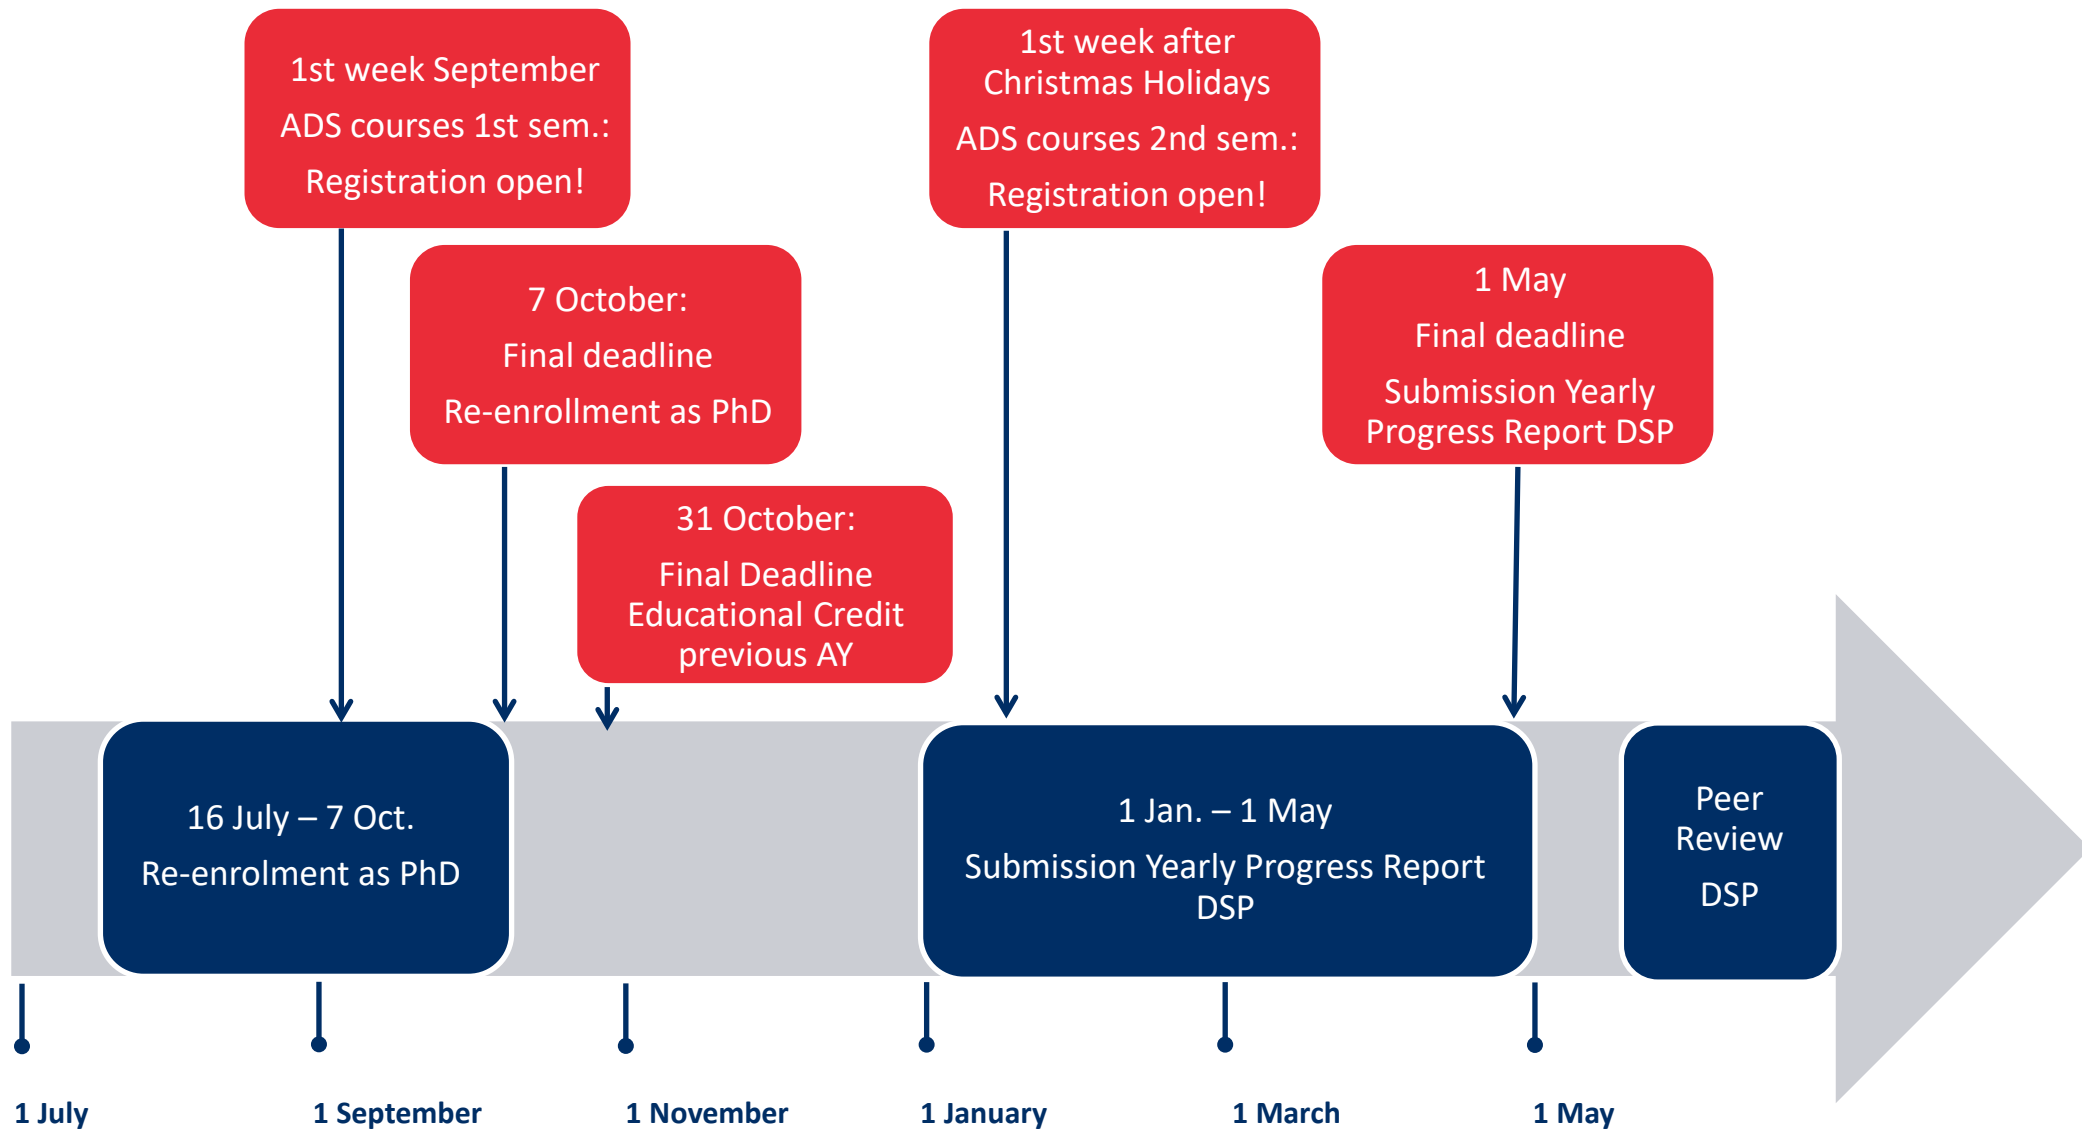 1st week September
ADS courses 1st sem.:
Registration open!
1st week after
Christmas Holidays
ADS courses 2nd sem.:
Registration open!
7 October:
Final deadline
Re-enrollment as PhD
1 May
Final deadline
Submission Yearly
Progress Report DSP
31 October:
Final Deadline
Educational Credit
previous AY
16 July – 7 Oct.
Re-enrolment as PhD
1 Jan. – 1 May
Submission Yearly Progress Report
DSP
Peer
Review
DSP
1 July
1 September
1 November
1 January
1 March
1 May